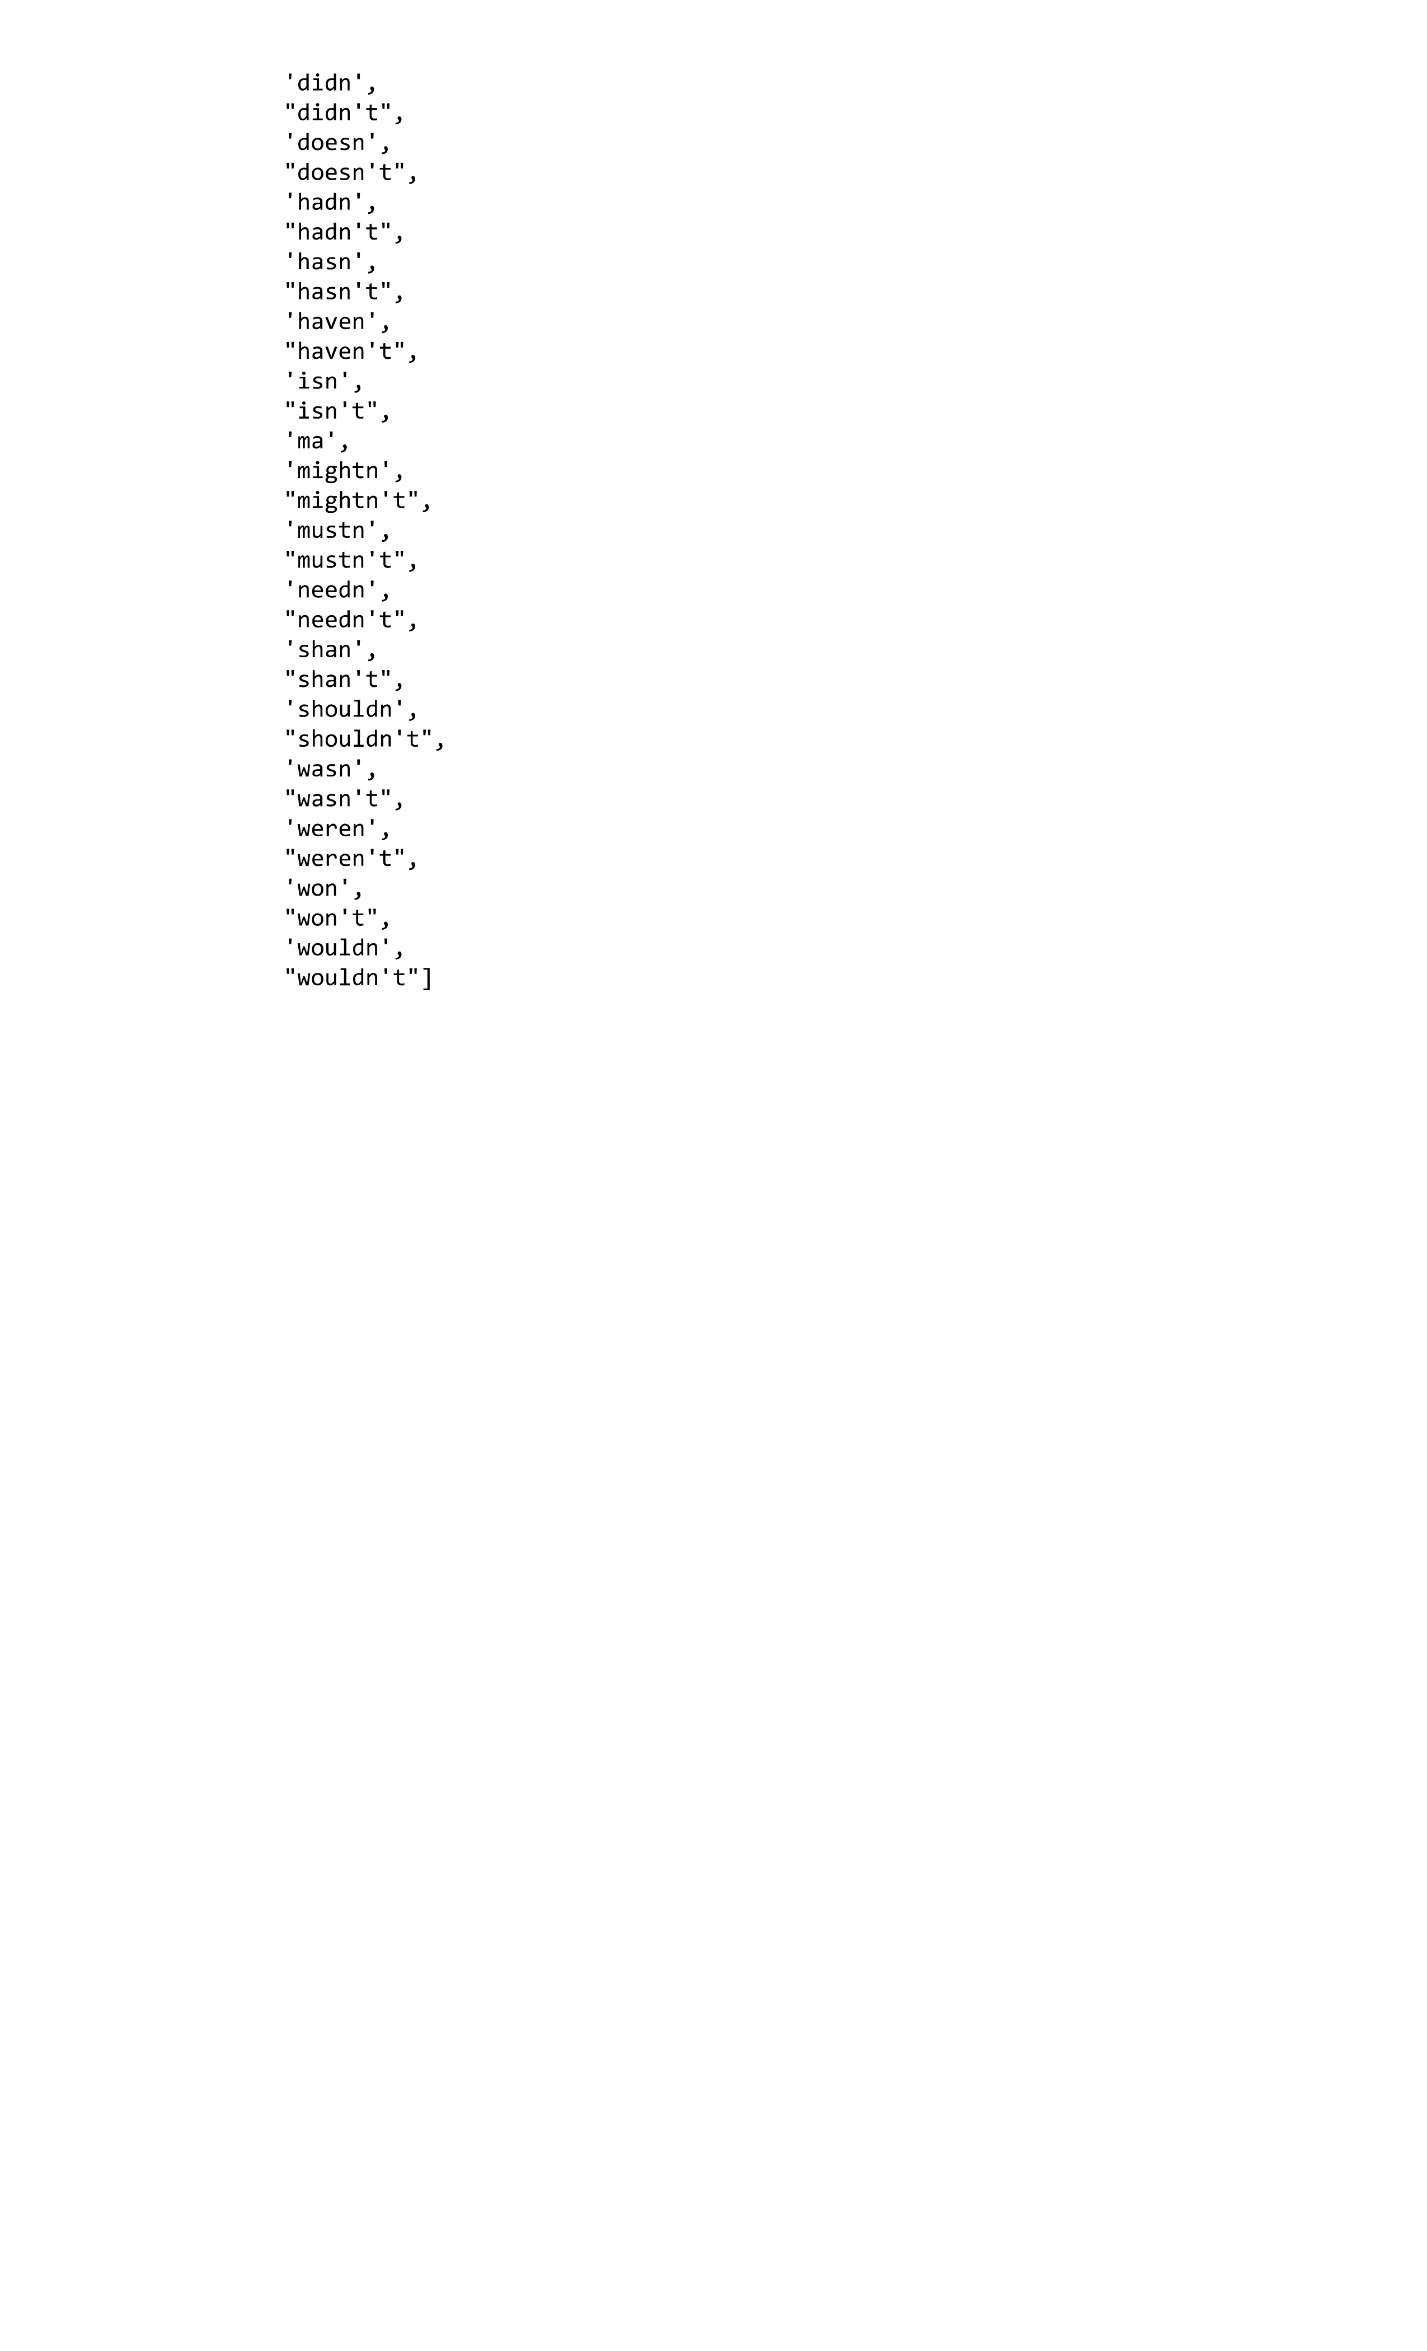 'didn',
"didn't",
'doesn',
"doesn't",
'hadn',
"hadn't",
'hasn',
"hasn't",
'haven',
"haven't",
'isn',
"isn't",
'ma',
'mightn',
"mightn't",
'mustn',
"mustn't",
'needn',
"needn't",
'shan',
"shan't",
'shouldn',
"shouldn't",
'wasn',
"wasn't",
'weren',
"weren't",
'won',
"won't",
'wouldn',
"wouldn't"]